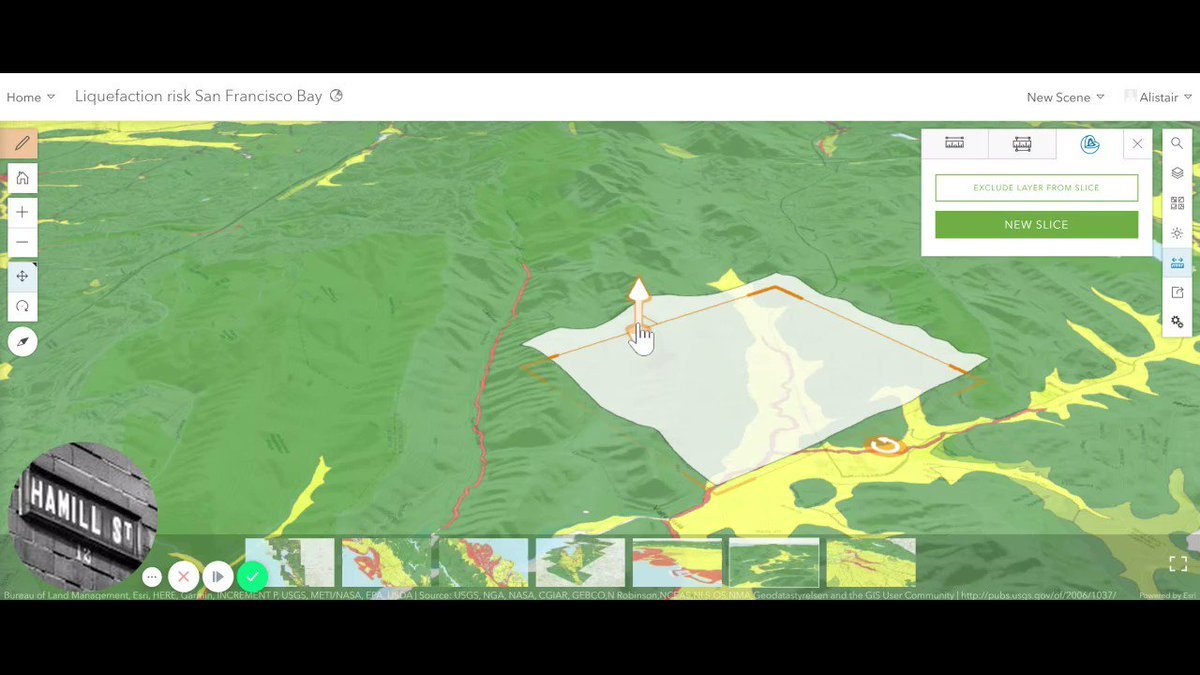 Home
Liquefaction risk San Francisco Bay
New Scene
Alistair
EXCLUDE LAYER FROM SLICE
NEW SLICE
HAMILL ST
13
Bureau of Land Management, Esri, HERE, Garmin, INCREMENT P, USGS, METI/NASA, EPA, USDA | Source: USGS, NGA, NASA, CGIAR, GEBCO,N Robinson,NCEAS,NLS,OS,NMA,Geodatastyrelsen and the GIS User Community | http://pubs.usgs.gov/of/2006/1037/
Powered by Esri